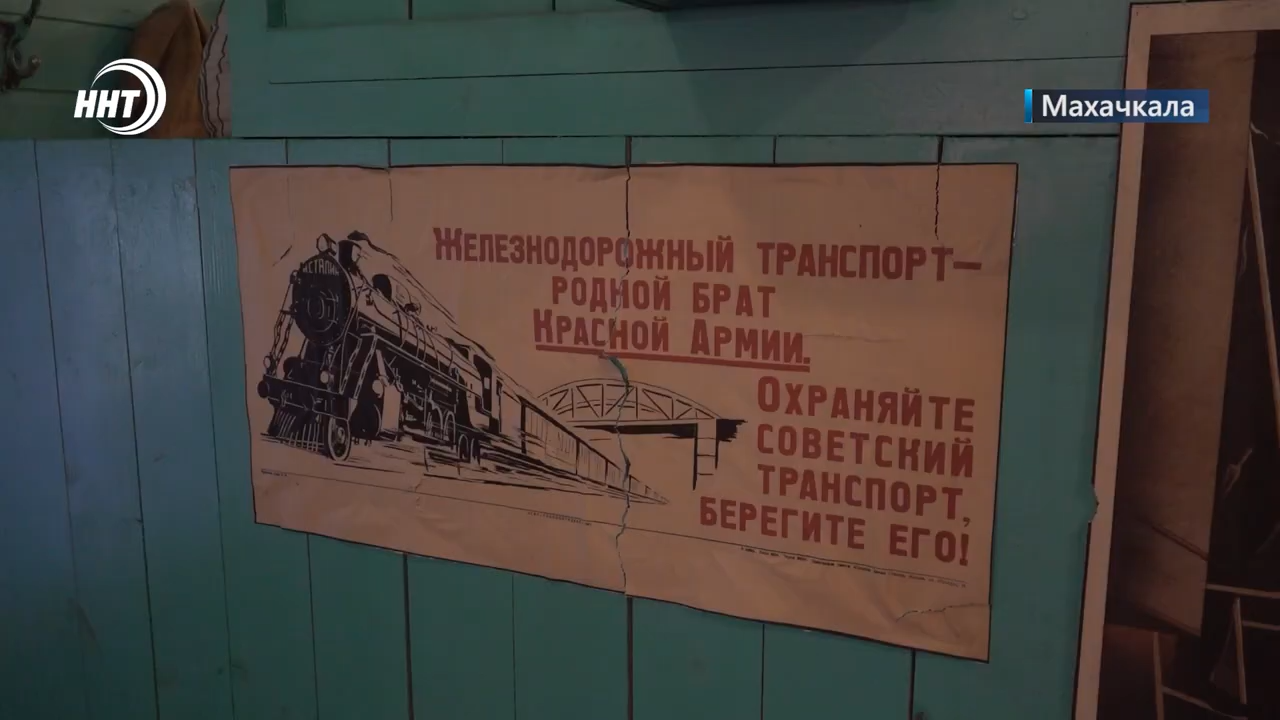 ННТ
Махачкала
Железнодорожный транспорт—
родной брат
Красной Армии.
Охраняйте
советский
транспорт,
берегите его!